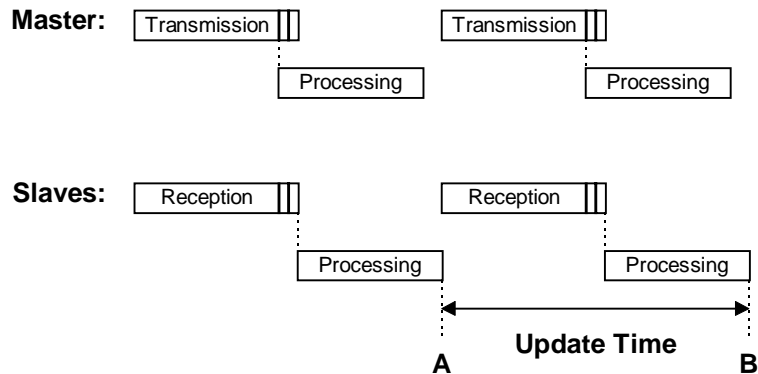 Master: Transmission Transmission
Processing Processing
Slaves: Reception Reception
Processing Processing
Update Time
A B